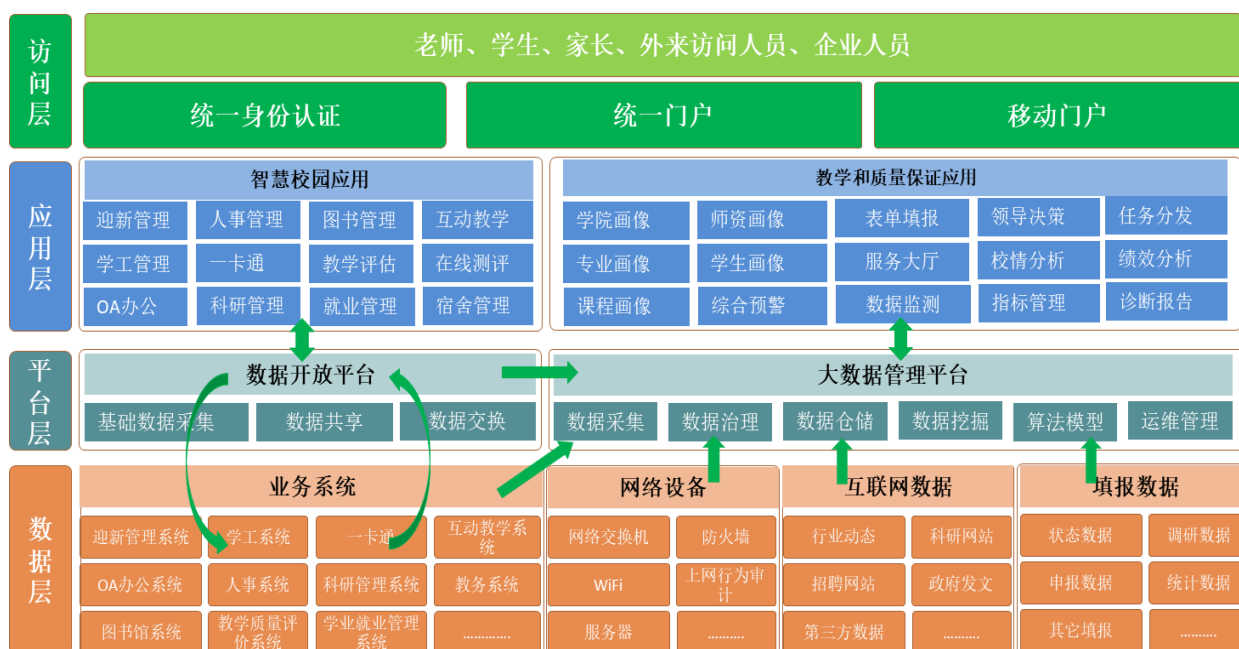 访问层
老师、学生、家长、外来访问人员、企业人员
统一身份认证
统一门户
移动门户
应用层
智慧校园应用
迎新管理
人事管理
图书管理
互动教学
学工管理
一卡通
教学评估
在线测评
OA办公
科研管理
就业管理
宿舍管理
教学和质量保证应用
学院画像
师资画像
表单填报
领导决策
任务分发
专业画像
学生画像
服务大厅
校情分析
绩效分析
课程画像
综合预警
数据监测
指标管理
诊断报告
平台层
数据开放平台
基础数据采集
数据共享
数据交换
大数据管理平台
数据采集
数据治理
数据仓储
数据挖掘
算法模型
运维管理
数据层
业务系统
迎新管理系统
学工系统
一卡通
互动教学系
统
OA办公系统
人事系统
科研管理系统
教务系统
图书馆系统
教学质量评
价系统
学业就业管理
系统
............
网络设备
网络交换机
防火墙
WiFi
上网行为审
计
服务器
..........
互联网数据
行业动态
科研网站
招聘网站
政府发文
第三方数据
..........
填报数据
状态数据
调研数据
申报数据
统计数据
其它填报
..........